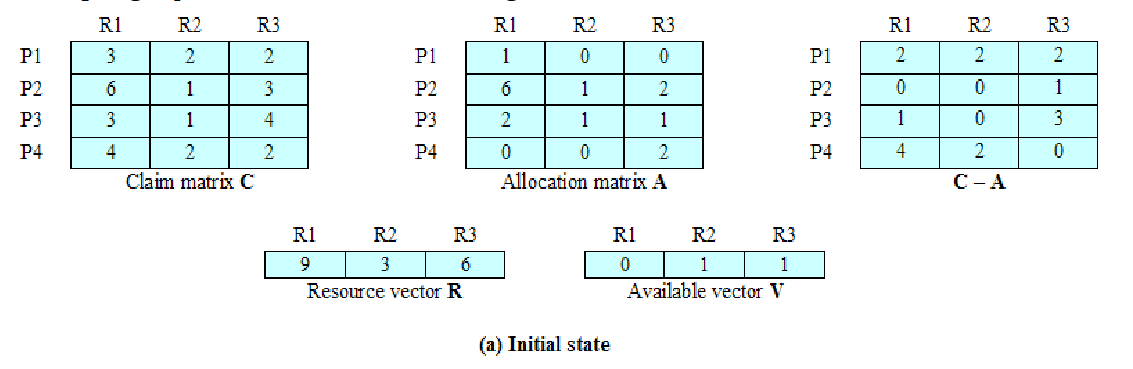 R1 R2 R3 R1 R2 R3 R1 R2 R3
P1 3 2 2 P1 1 0 0 P1 2 2 2
P2 6 1 3 P2 6 1 2 P2 0 0 1
P3 3 1 4 P3 2 1 1 P3 1 0 3
P4 4 2 2 P4 0 0 2 P4 4 2 0
Claim matrix C Allocation matrix A C – A
R1 R2 R3 R1 R2 R3
9 3 6 0 1 1
Resource vector R Available vector V
(a) Initial state